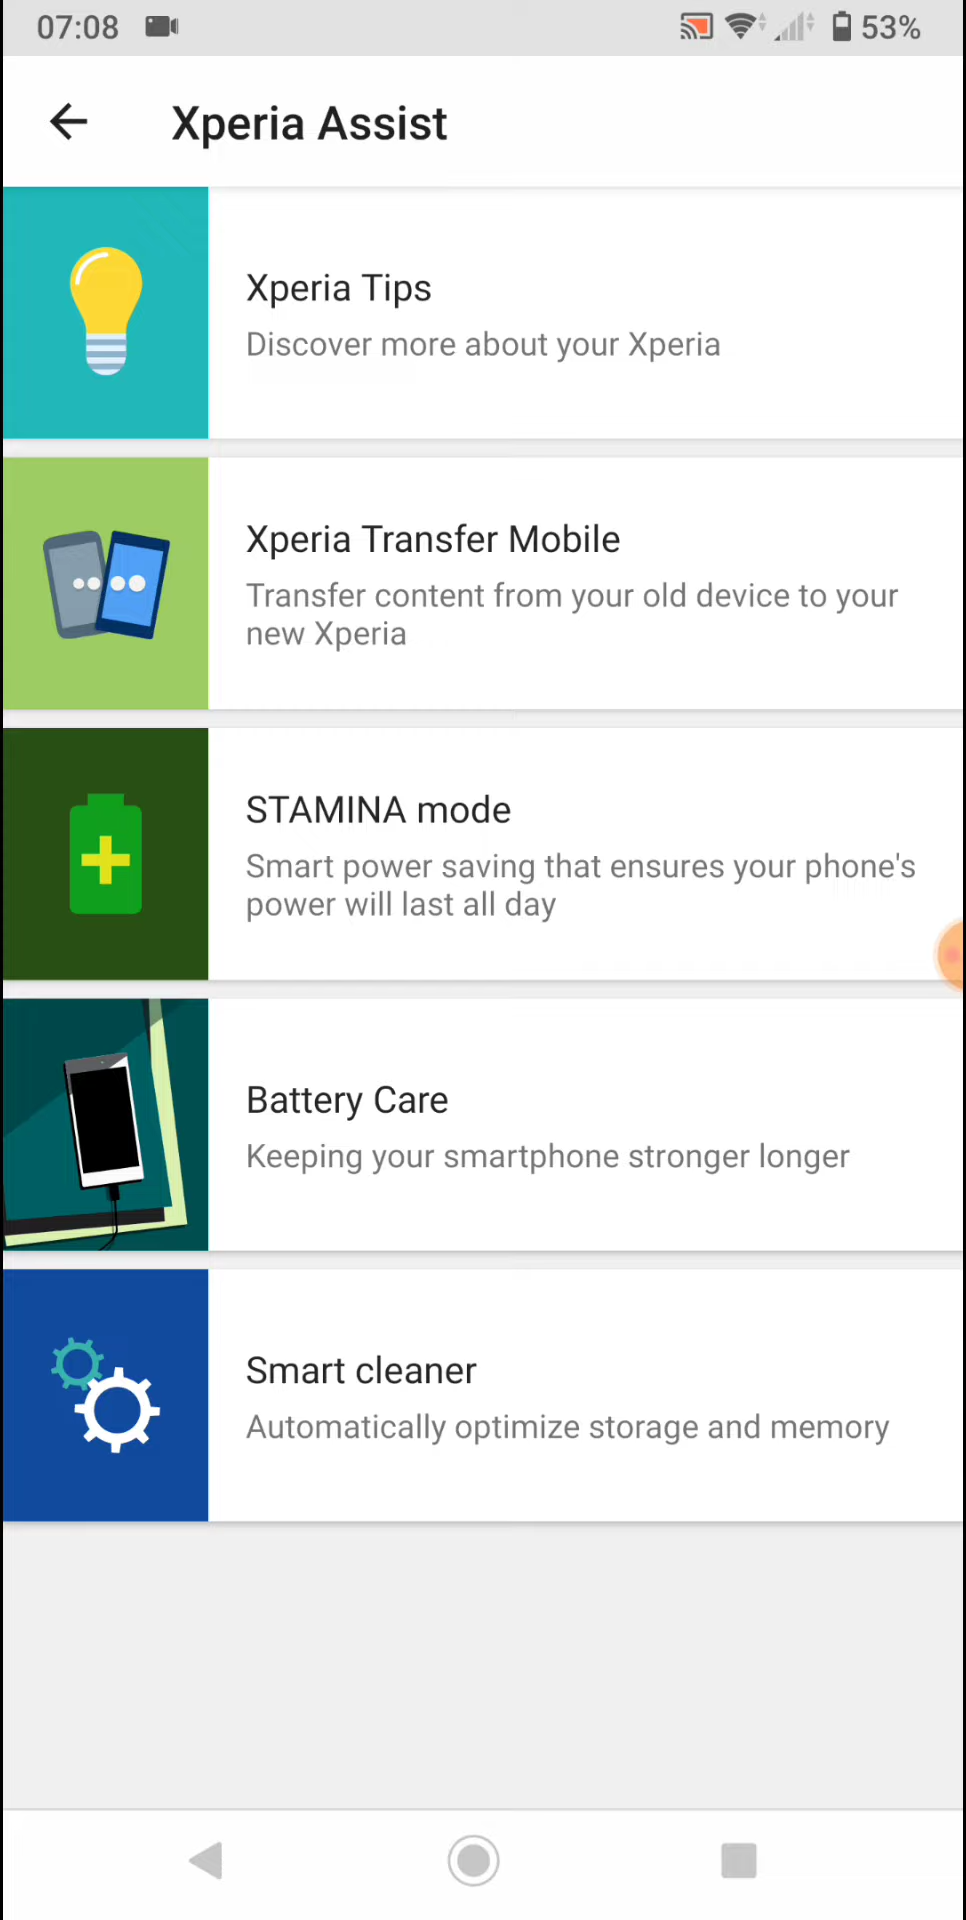 07:08
53%
Xperia Assist
Xperia Tips
Discover more about your Xperia
Xperia Transfer Mobile
Transfer content from your old device to your
new Xperia
STAMINA mode
Smart power saving that ensures your phone's
power will last all day
Battery Care
Keeping your smartphone stronger longer
Smart cleaner
Automatically optimize storage and memory